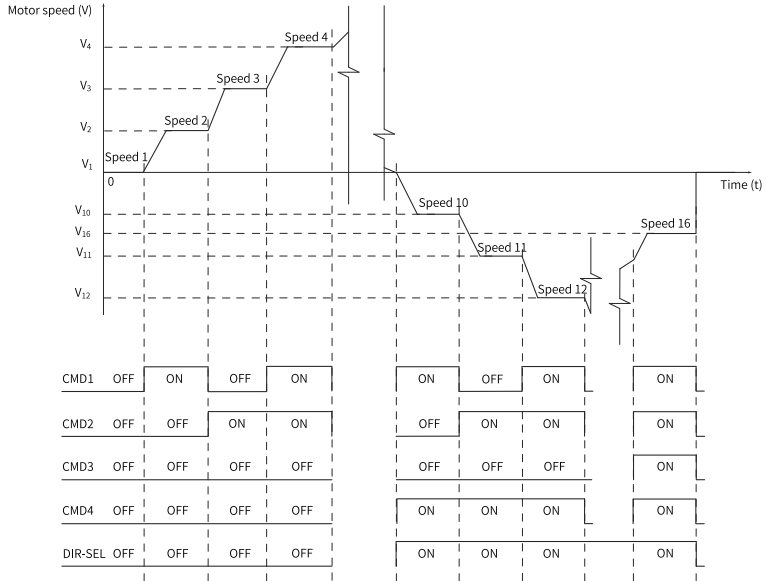 Motor speed (V)
Speed 4
V4
Speed 3
V3
Speed 2
V2
Speed 1
V1
0
Time (t)
Speed 10
V10
Speed 16
V16
Speed 11
V11
Speed 12
V12
CMD1 OFF ON OFF ON ON OFF ON ON
CMD2 OFF OFF ON ON OFF ON ON ON
CMD3 OFF OFF OFF OFF OFF OFF OFF ON
CMD4 OFF OFF OFF OFF ON ON ON ON
DIR-SEL OFF OFF OFF OFF ON ON ON ON